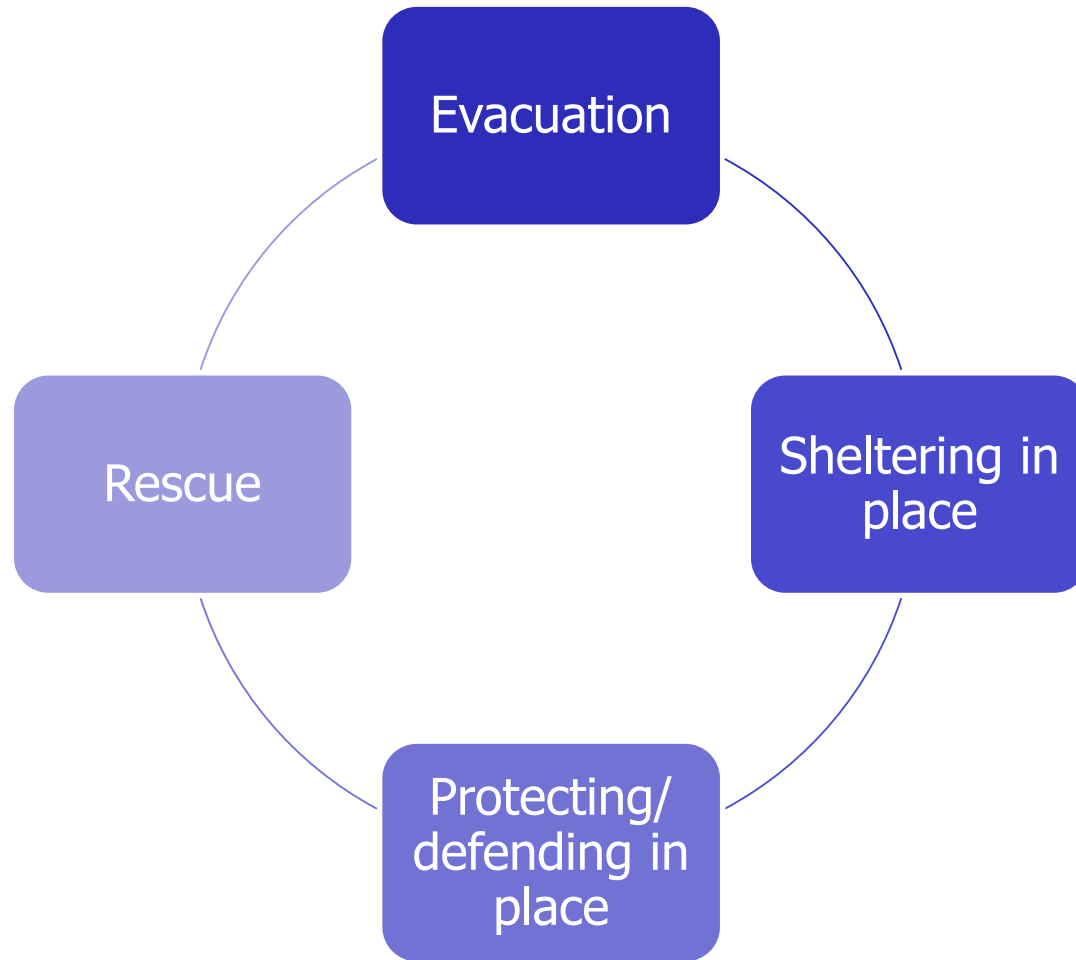 Evacuation
Sheltering in
place
Protecting/
defending in
place
Rescue